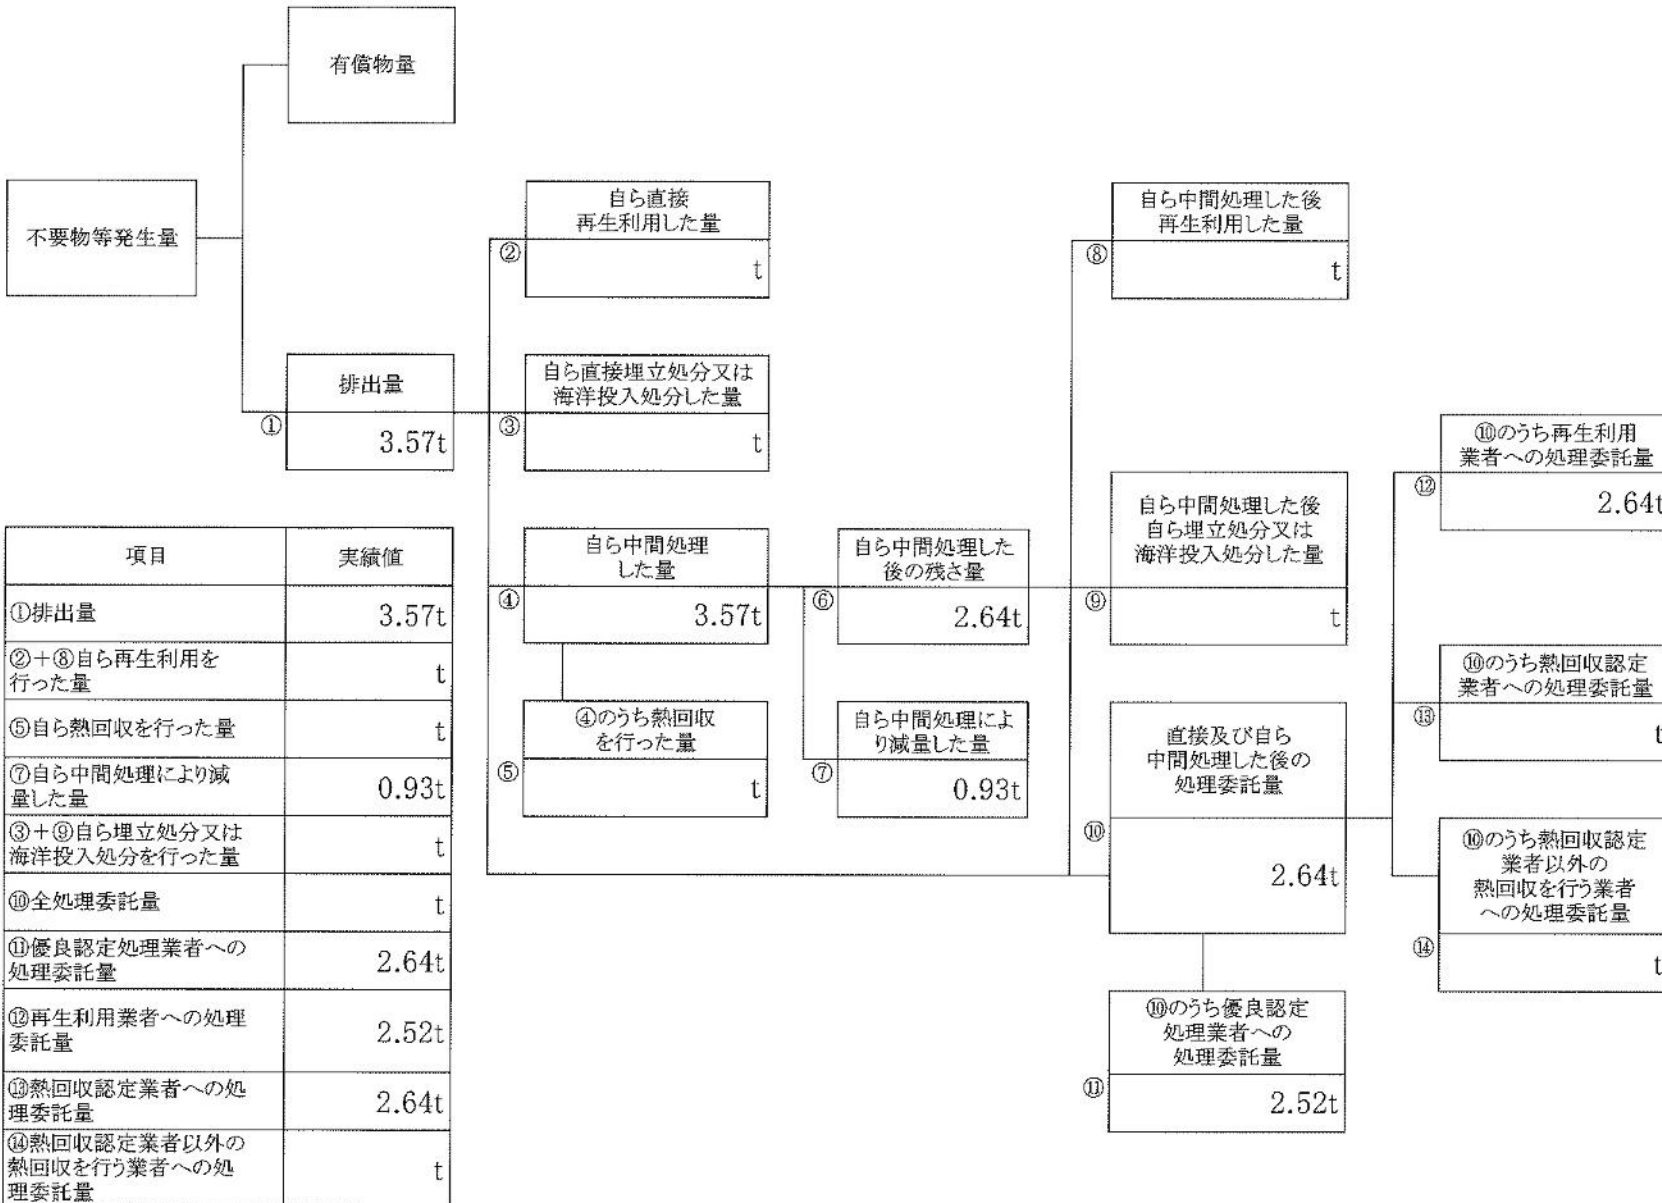 有償物量
不要物等発生量
排出量
①
3.57t
自ら直接
再生利用した量
②
t
自ら直接埋立処分又は
海洋投入処分した量
③
t
自ら中間処理
した量
④
3.57t
④のうち熱回収
を行った量
⑤
t
自ら中間処理した
後の残さ量
⑥
2.64t
自ら中間処理によ
り減量した量
⑦
0.93t
自ら中間処理した後
再生利用した量
⑧
t
自ら中間処理した後
自ら埋立処分又は
海洋投入処分した量
⑨
t
直接及び自ら
中間処理した後の
処理委託量
⑩
2.64t
⑩のうち優良認定
処理業者への
処理委託量
⑪
2.52t
⑩のうち再生利用
業者への処理委託量
⑫
2.64t
⑩のうち熱回収認定
業者への処理委託量
⑬
t
⑩のうち熱回収認定
業者以外の
熱回収を行う業者
への処理委託量
⑭
t
項目 実績値
①排出量 3.57t
②+⑧自ら再生利用を
行った量 t
⑤自ら熱回収を行った量 t
⑦自ら中間処理により減
量した量 0.93t
③+⑨自ら埋立処分又は
海洋投入処分を行った量 t
⑩全処理委託量 t
⑪優良認定処理業者への
処理委託量 2.64t
⑫再生利用業者への処理
委託量 2.52t
⑬熱回収認定業者への処
理委託量 2.64t
⑭熱回収認定業者以外の
熱回収を行う業者への処
理委託量 t